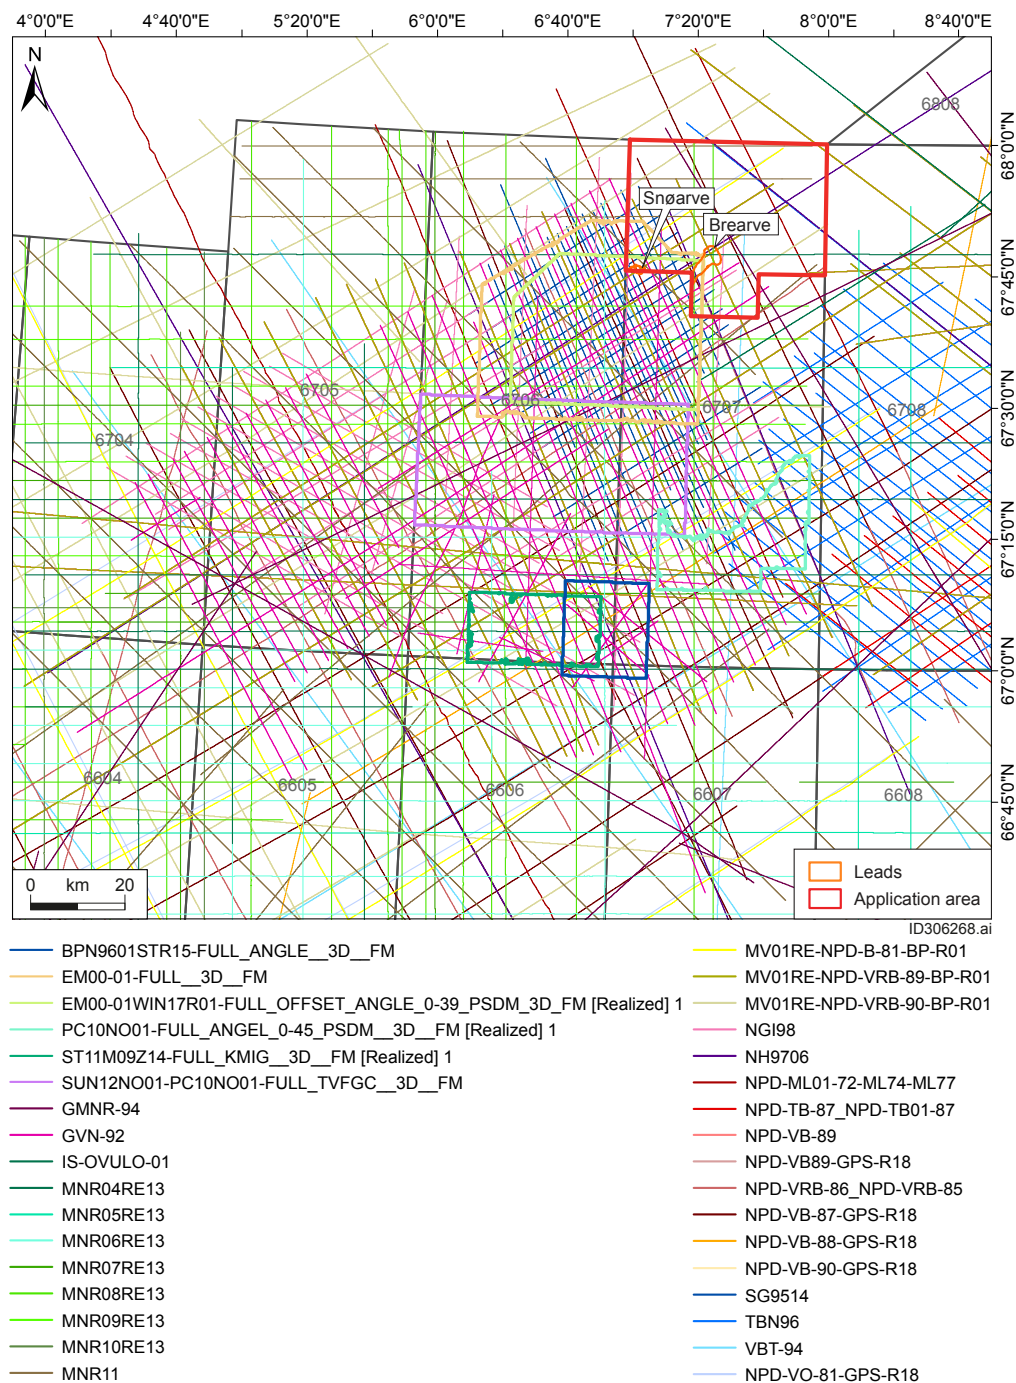 4°0'0"E 4°40'0"E 5°20'0"E 6°0'0"E 6°40'0"E 7°20'0"E 8°0'0"E 8°40'0"E
N
6808
68°0'0"N
Snøarve
Brearve
67°45'0"N
6705
6706
6707
6708
67°30'0"N
6704
67°15'0"N
67°0'0"N
6604
6605
6606
6607
6608
66°45'0"N
0 km 20
Leads
Application area
ID306268.ai
BPN9601STR15-FULL_ANGLE__3D__FM
EM00-01-FULL__3D_FM
EM00-01WIN17R01-FULL_OFFSET_ANGLE_0-39_PSDM_3D_FM [Realized] 1
PC10NO01-FULL_ANGEL_0-45_PSDM__3D__FM [Realized] 1
ST11M09Z14-FULL_KMIG__3D__FM [Realized] 1
SUN12NO01-PC10NO01-FULL_TVFGC__3D__FM
GMNR-94
GVN-92
IS-OVULO-01
MNR04RE13
MNR05RE13
MNR06RE13
MNR07RE13
MNR08RE13
MNR09RE13
MNR10RE13
MNR11
MV01RE-NPD-B-81-BP-R01
MV01RE-NPD-VRB-89-BP-R01
MV01RE-NPD-VRB-90-BP-R01
NGI98
NH9706
NPD-ML01-72-ML74-ML77
NPD-TB-87_NPD-TB01-87
NPD-VB-89
NPD-VB89-GPS-R18
NPD-VRB-86_NPD-VRB-85
NPD-VB-87-GPS-R18
NPD-VB-88-GPS-R18
NPD-VB-90-GPS-R18
SG9514
TBN96
VBT-94
NPD-VO-81-GPS-R18